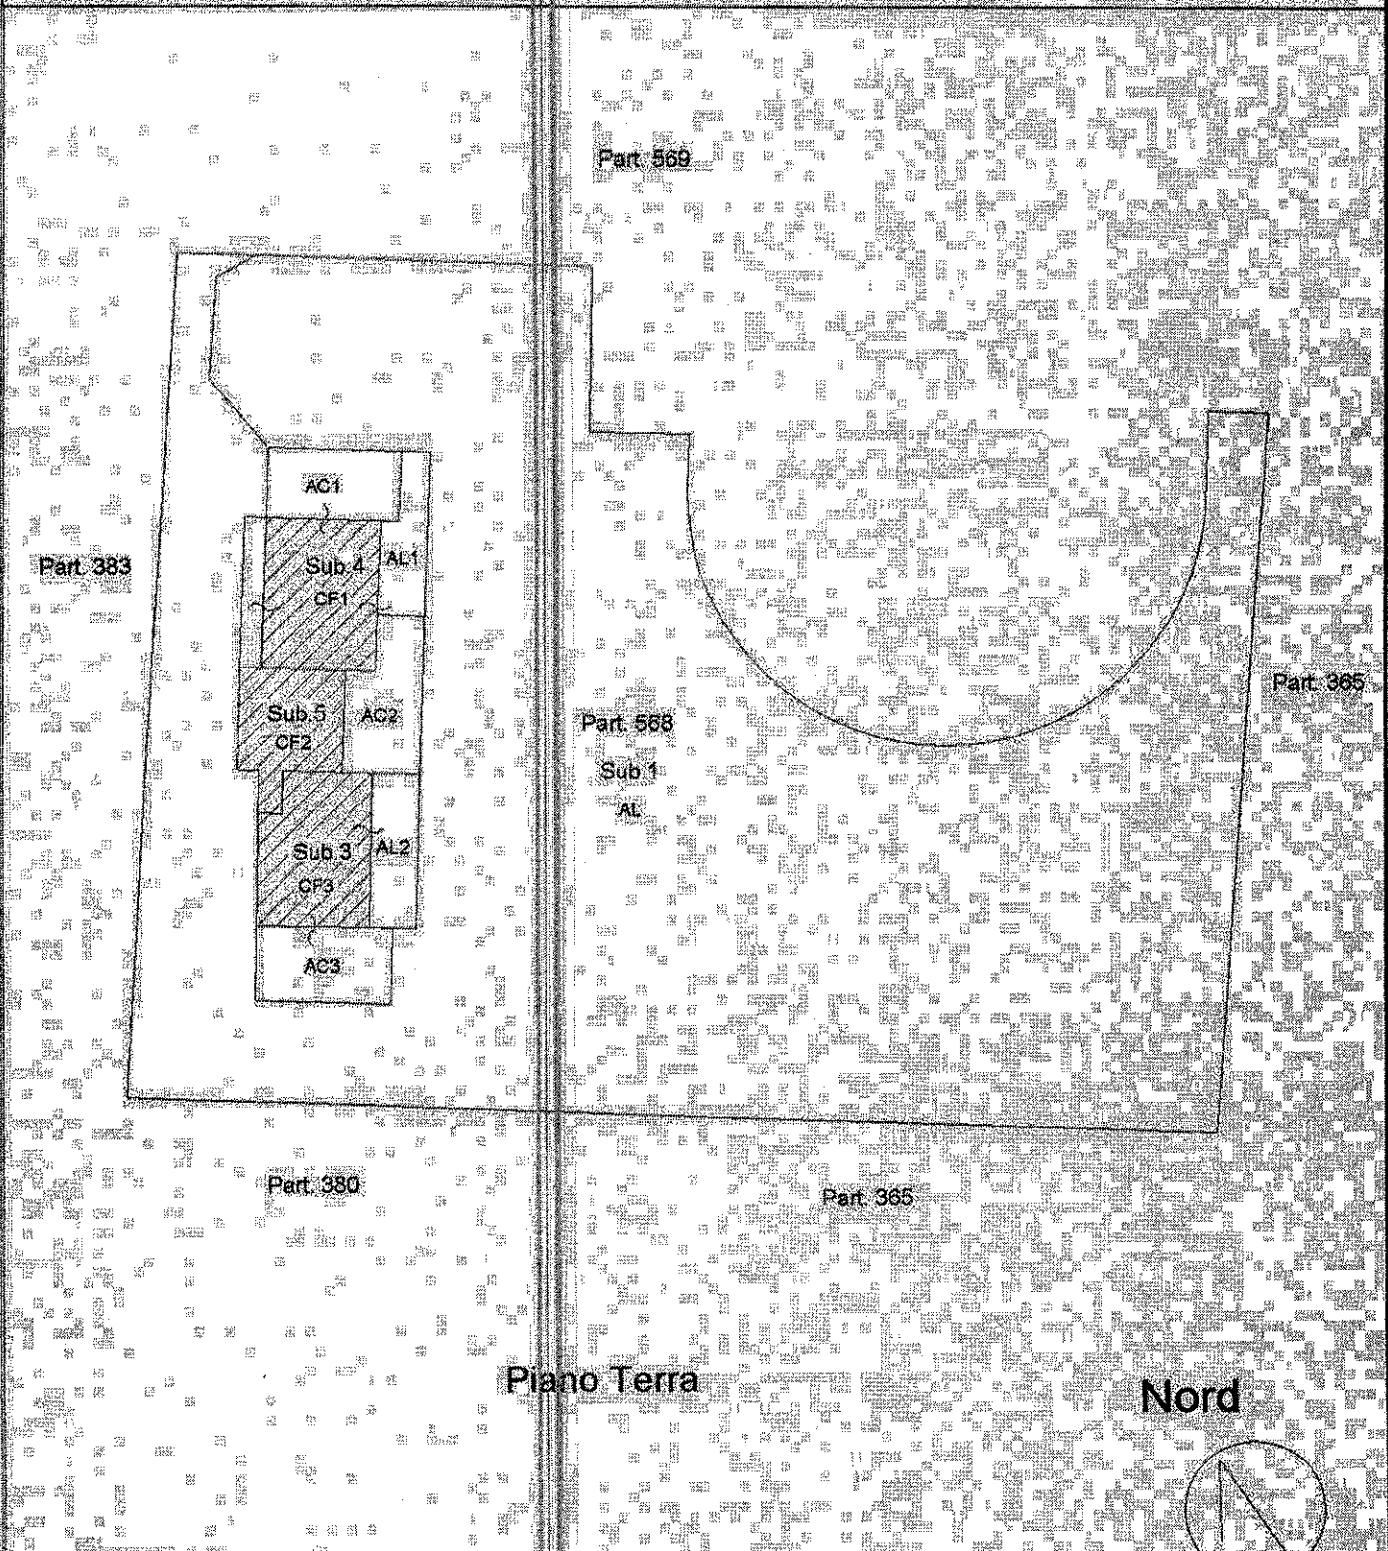 Part. 569
AC1
Part. 383
Sub.4
AL1
CF1
Part. 365
Sub.5
AC2
CF2
Part. 568
Sub.1
AL
Sub.3
AL2
CF3
AC3
Part. 380
Part. 365
Piano Terra
Nord